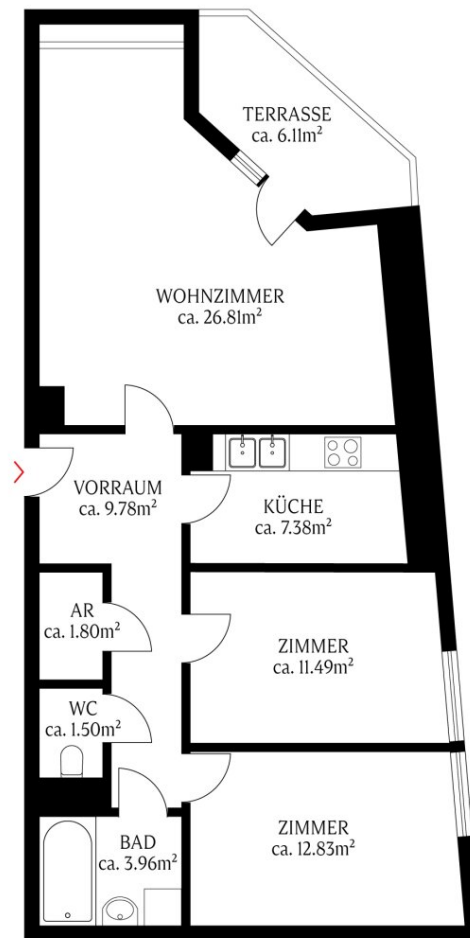 TERRASSE
ca. 6.11m²
WOHNZIMMER
ca. 26.81m²
VORRAUM
ca. 9.78m²
KÜCHE
ca. 7.38m²
AR
ca. 1.80m²
ZIMMER
ca. 11.49m²
WC
ca. 1.50m²
BAD
ca. 3.96m²
ZIMMER
ca. 12.83m²